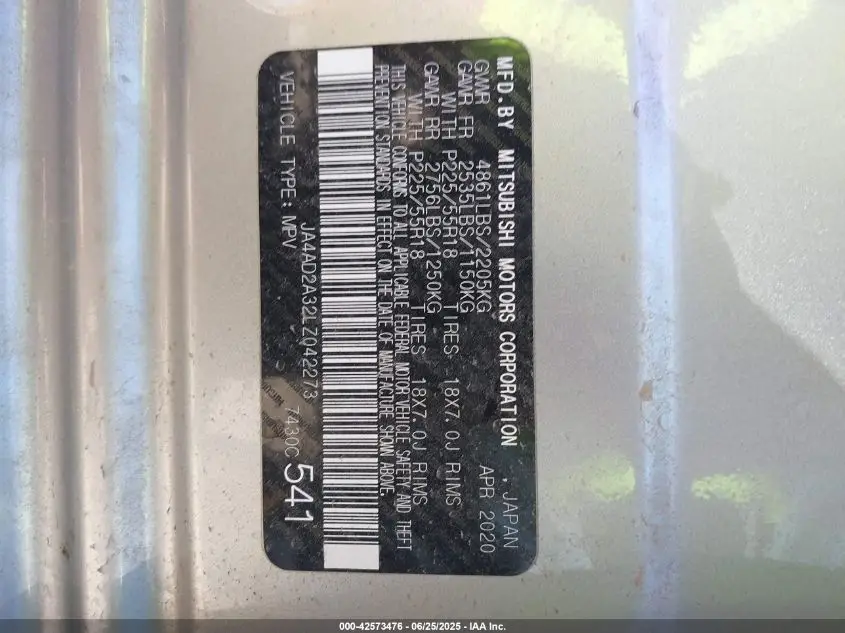 MFD.BY MITSUBISHI MOTORS CORPORATION , JAPAN
GVWR 4861LBS/2205KG APR 2020
GAWR FR 2535LBS/1150KG
WITH P225/55R18 TIRES 18X7.0J RIMS
GAWR RR 2756LBS/1250KG
WITH P225/55R18 TIRES 18X7.0J RIMS
THIS VEHICLE CONFORMS TO ALL APPLICABLE FEDERAL MOTOR VEHICLE SAFETY AND THEFT
PREVENTION STANDARDS IN EFFECT ON THE DATE OF MANUFACTURE SHOWN ABOVE.
JA4AD2A32LZ042273 7430C 541
VEHICLE TYPE: MPV
000-42573476 - 06/25/2025 - IAA Inc.